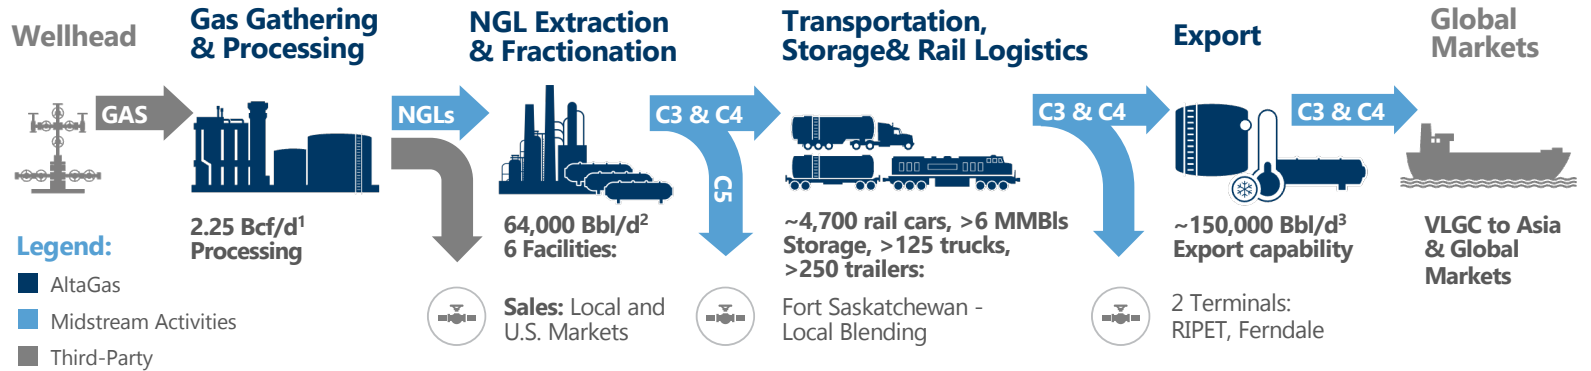 Wellhead
Gas Gathering
& Processing
NGL Extraction
& Fractionation
Transportation,
Storage& Rail Logistics
Export
Global
Markets
GAS
NGLs
C3 & C4
C5
C3 & C4
C3 & C4
2.25 Bcf/d¹
Processing
64,000 Bbl/d²
6 Facilities:
~4,700 rail cars, >6 MMBls
Storage, >125 trucks,
>250 trailers:
~150,000 Bbl/d³
Export capability
VLGC to Asia
& Global
Markets
Legend:
AltaGas
Midstream Activities
Third-Party
Sales: Local and
U.S. Markets
Fort Saskatchewan -
Local Blending
2 Terminals:
RIPET, Ferndale